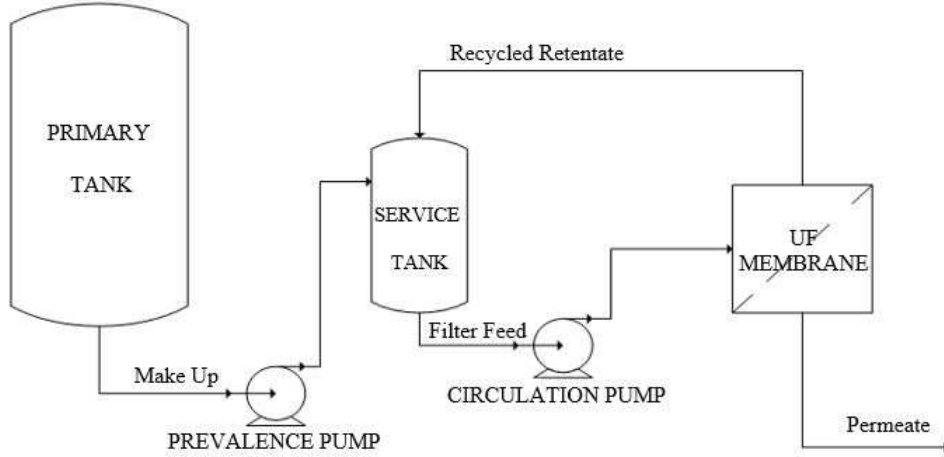 Recycled Retentate
PRIMARY
TANK
SERVICE
TANK
UF
MEMBRANE
Filter Feed
Make Up
CIRCULATION PUMP
PREVALENCE PUMP
Permeate